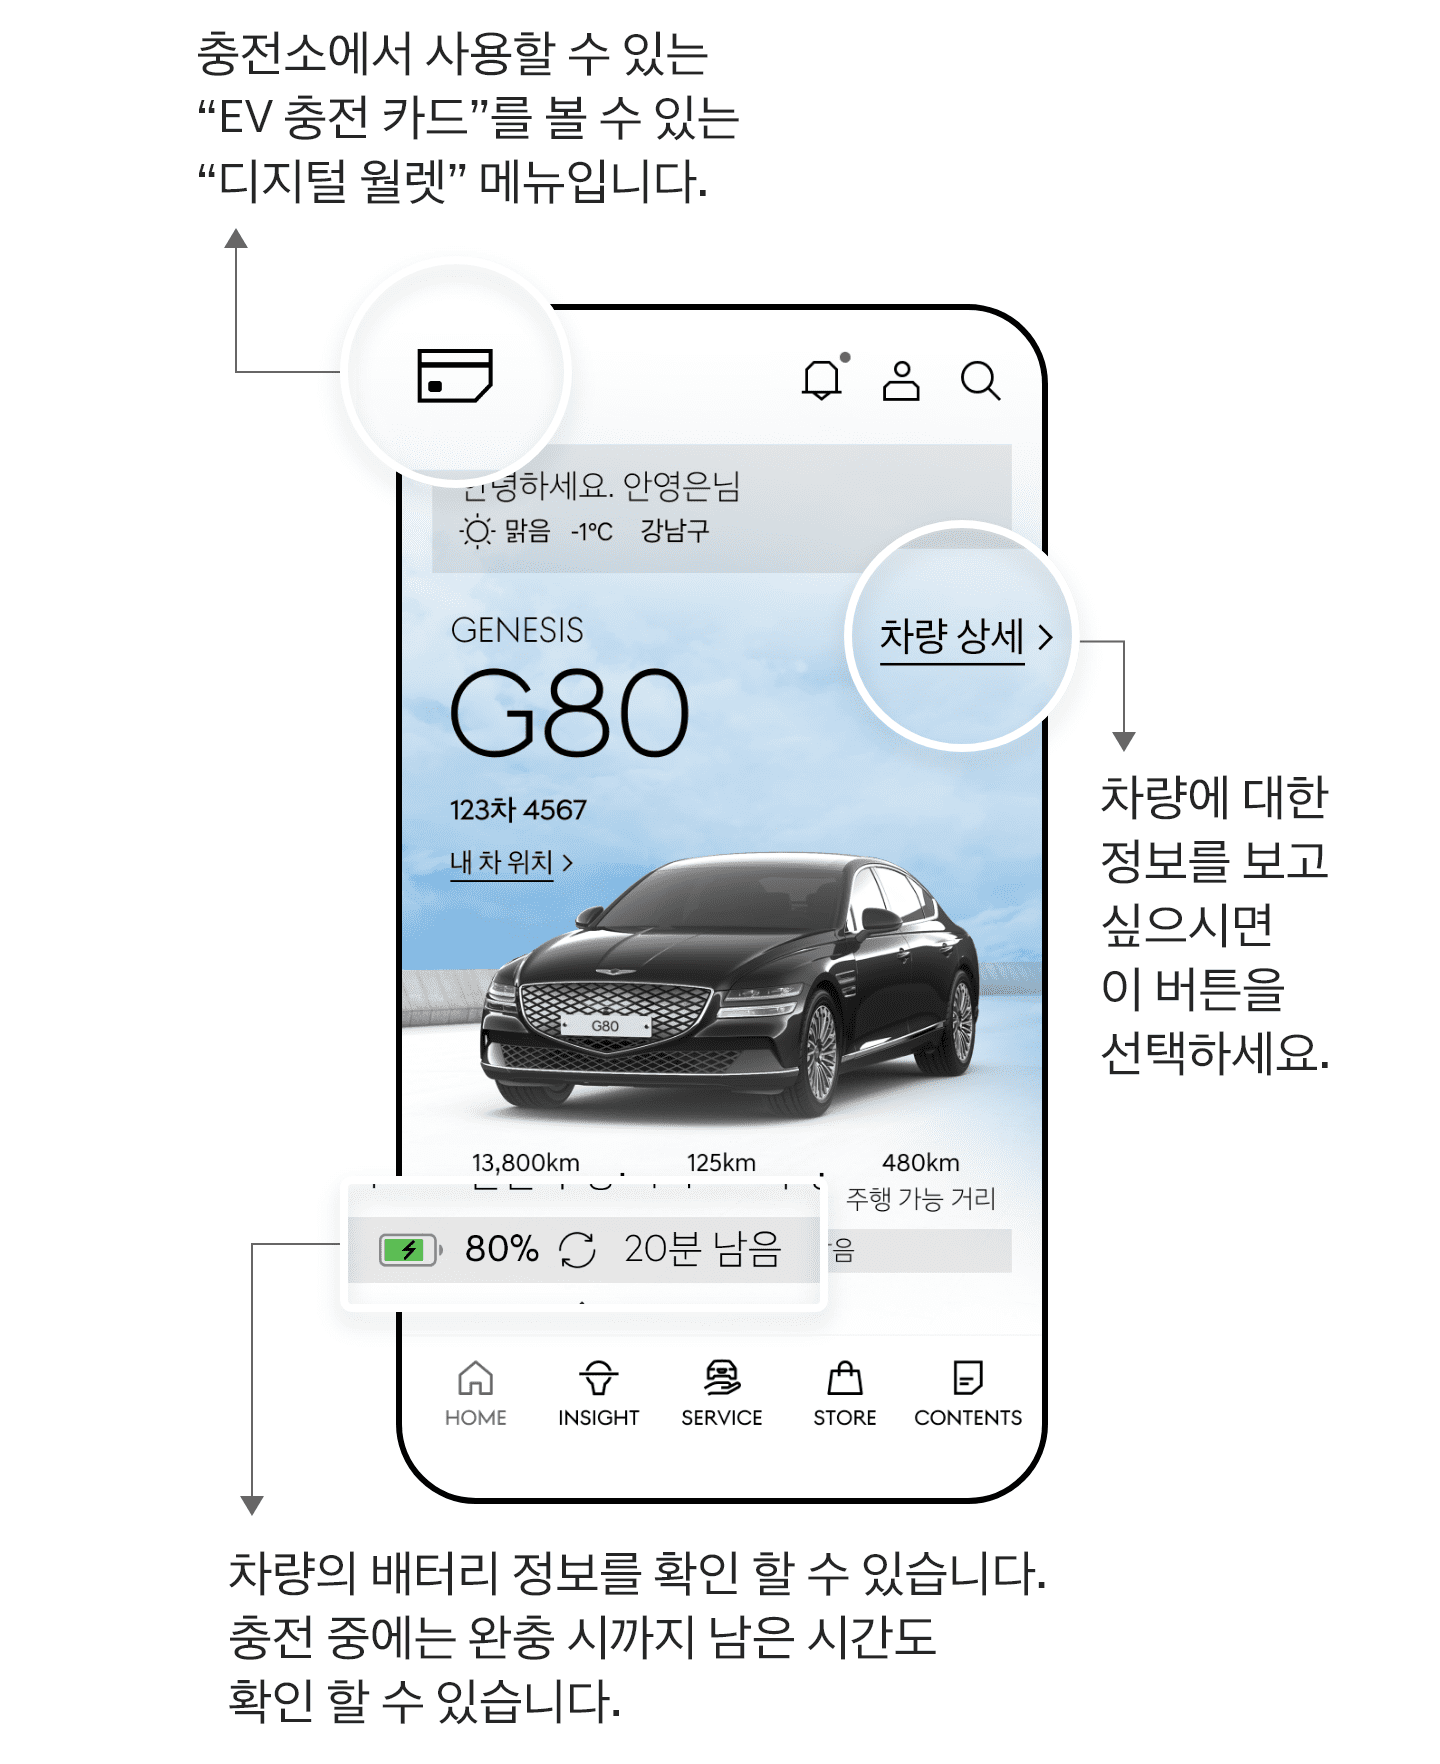 충전소에서 사용할 수 있는
“EV 충전 카드”를 볼 수 있는
“디지털 월렛” 메뉴입니다.
안녕하세요. 안영은님
맑음 -1°C 강남구
GENESIS
차량 상세
G80
123차 4567
내 차 위치
차량에 대한
정보를 보고
싶으시면
이 버튼을
선택하세요.
G80
13,800km 125km 480km
주행 가능 거리
80% 20분 남음
음
HOME INSIGHT SERVICE STORE CONTENTS
차량의 배터리 정보를 확인 할 수 있습니다.
충전 중에는 완충 시까지 남은 시간도
확인 할 수 있습니다.